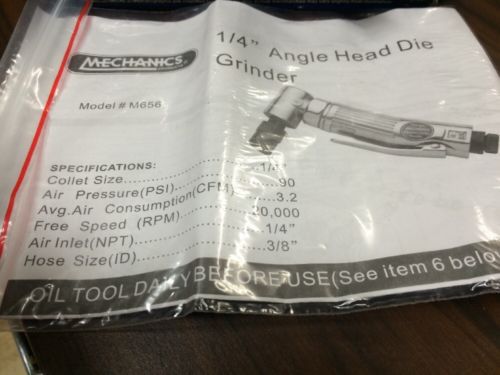 MECHANICS
1/4" Angle Head Die
Grinder
Model # M656
SPECIFICATIONS:
Collet Size...................1/4"
Air Pressure(PSI)..................90
Avg.Air Consumption(CFM)......3.2
Free Speed (RPM)................20,000
Air Inlet(NPT)......................1/4"
Hose Size(ID)......................3/8"
OIL TOOL DAILY BEFORE USE(See item 6 belo